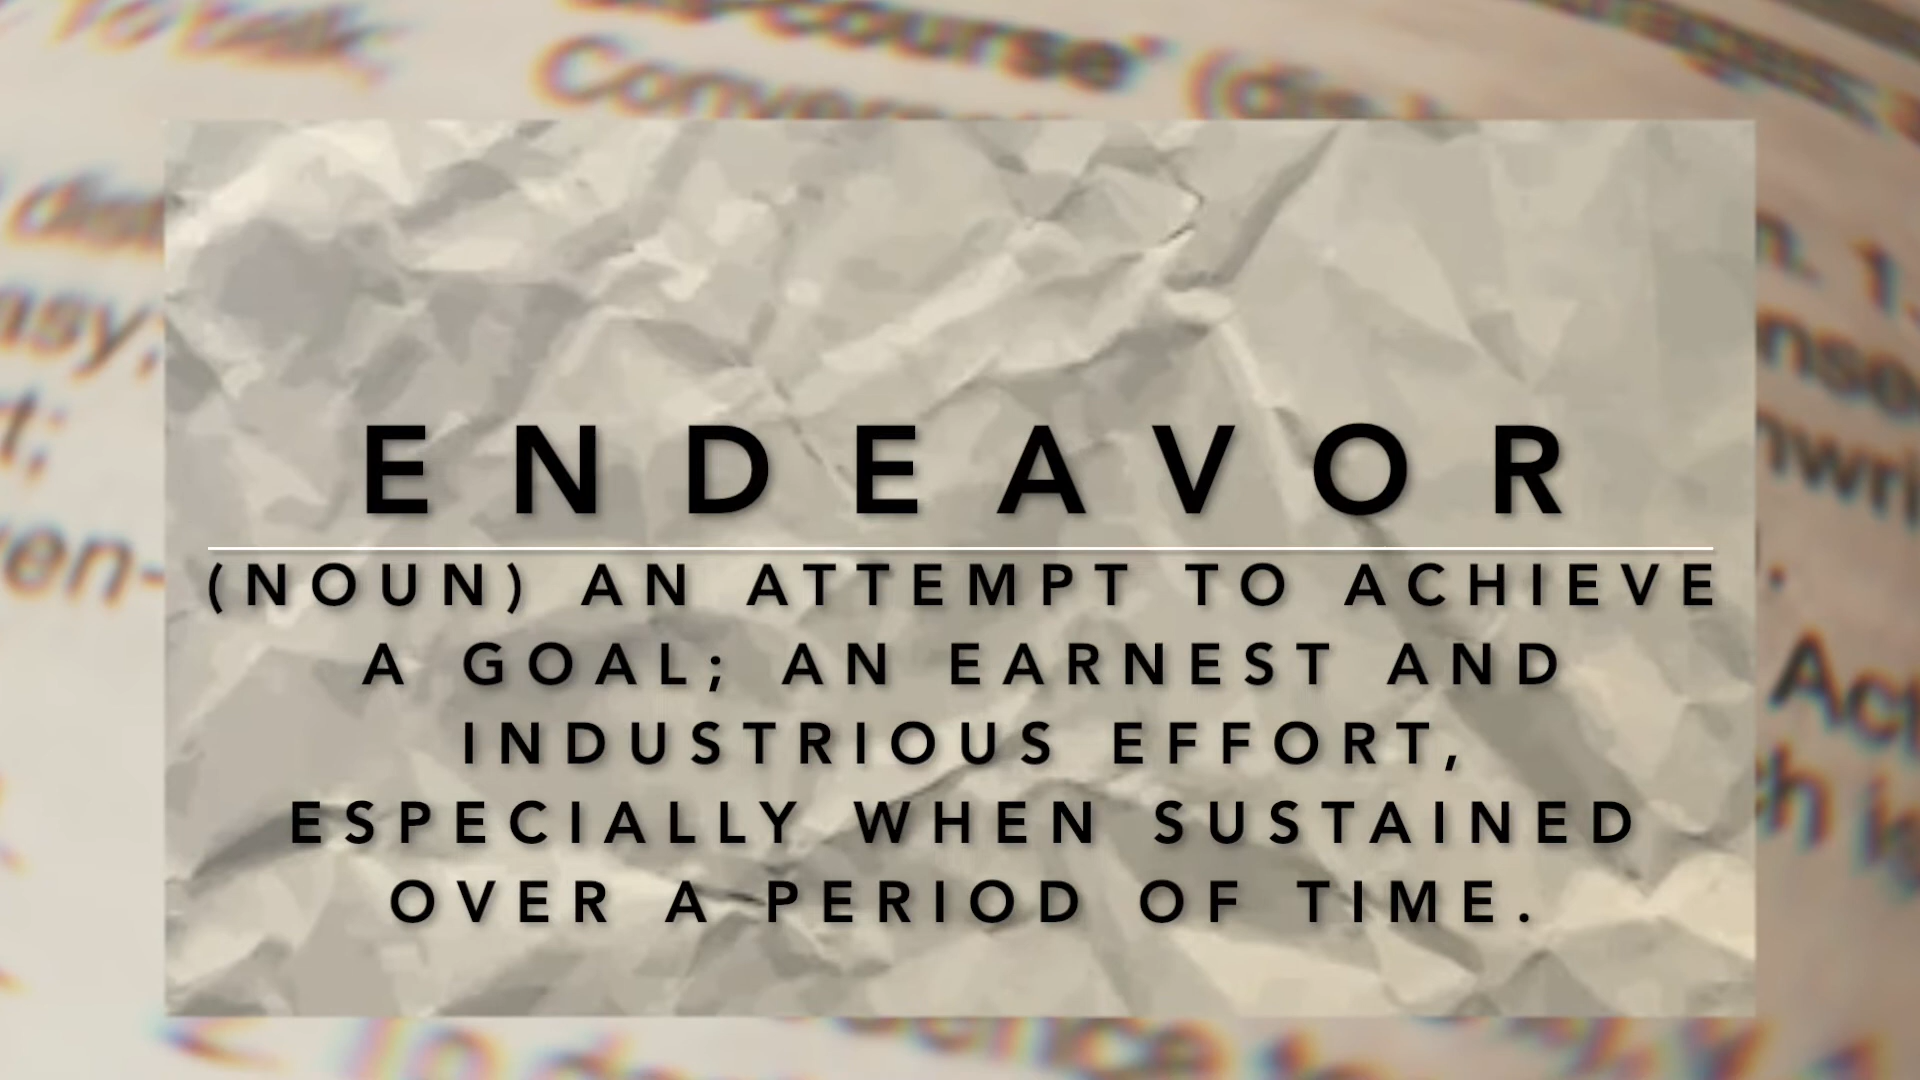 ENDEAVOR
(NOUN) AN ATTEMPT TO ACHIEVE
A GOAL; AN EARNEST AND
INDUSTRIOUS EFFORT,
ESPECIALLY WHEN SUSTAINED
OVER A PERIOD OF TIME.